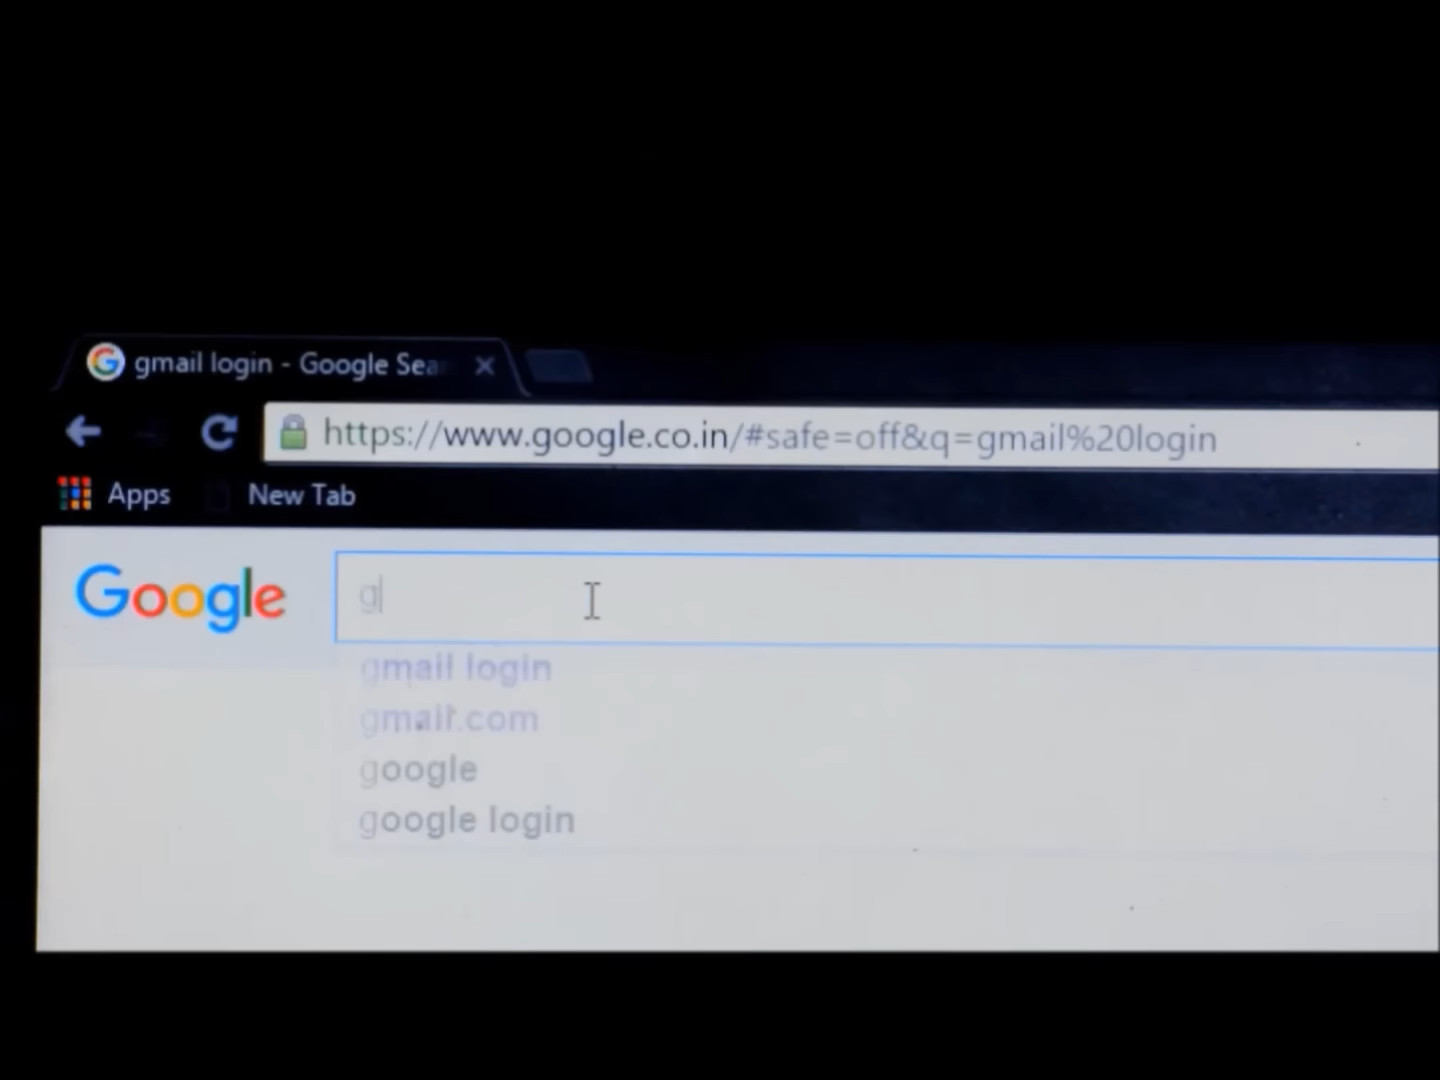 gmail login - Google Sea
https://www.google.co.in/#safe=off&q=gmail%20login
Apps New Tab
Google g
gmail login
gmail.com
google
google login